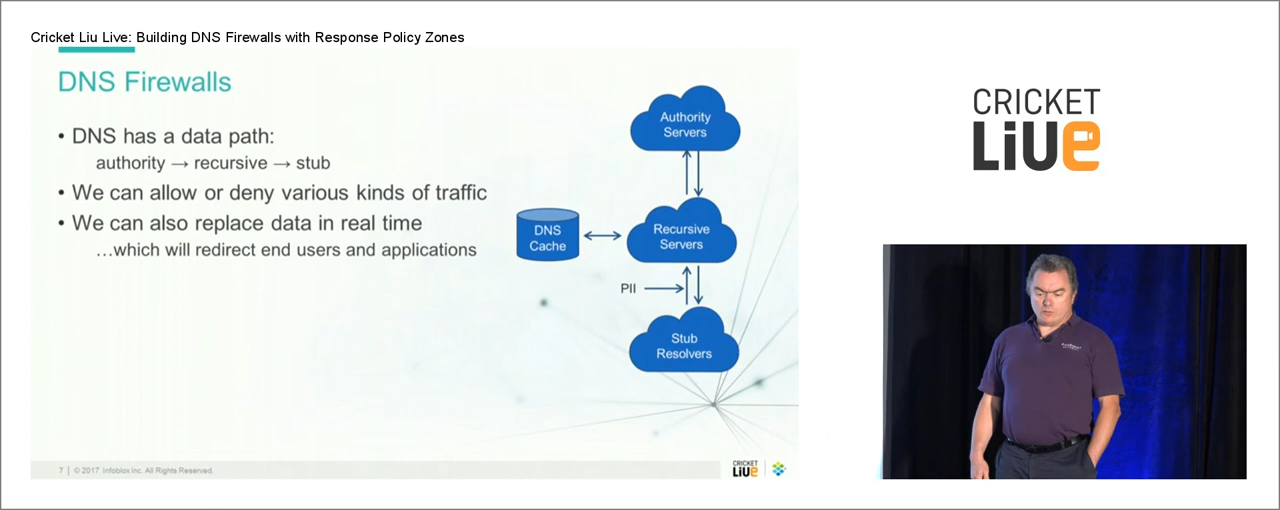 Cricket Liu Live: Building DNS Firewalls with Response Policy Zones
DNS Firewalls
• DNS has a data path:
authority → recursive → stub
• We can allow or deny various kinds of traffic
• We can also replace data in real time
…which will redirect end users and applications
Authority
Servers
DNS
Cache
Recursive
Servers
PII
Stub
Resolvers
7 | © 2017 Infoblox Inc. All Rights Reserved.
CRICKET
LiUe
CRICKET
LiUe